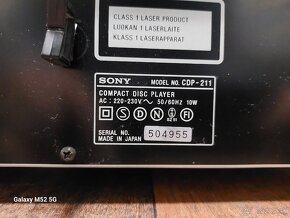 CLASS 1 LASER PRODUCT
LUOKAN 1 LASERLAITE
KLASS 1 LASERAPPARAT
SONY MODEL NO. CDP-211
COMPACT DISC PLAYER
AC : 220-230V ~ 50/60HZ 10W
D S N FI
SERIAL NO. 504955
MADE IN JAPAN
Galaxy M52 5G